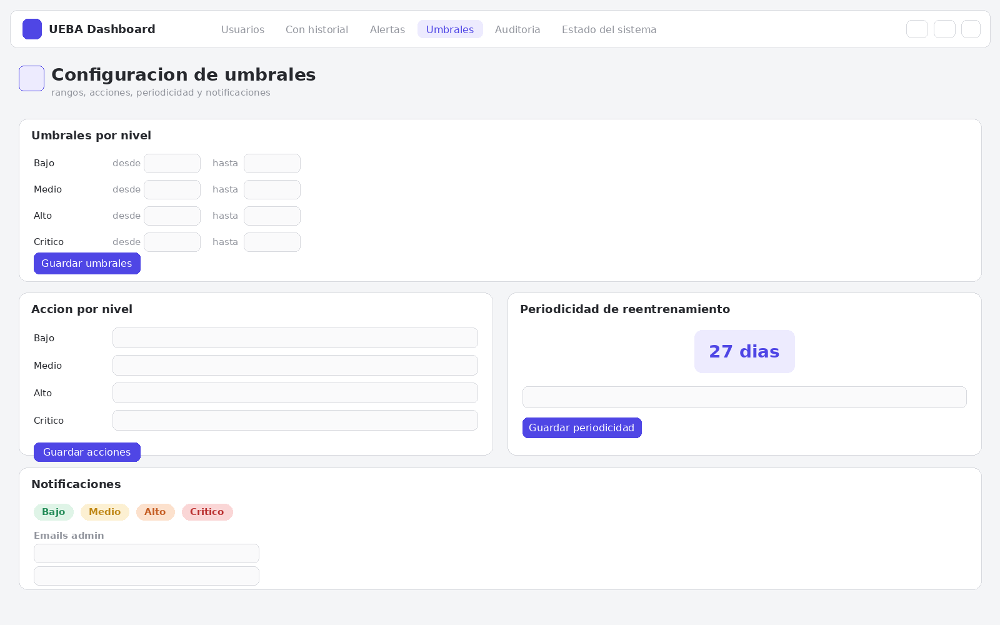 UEBA Dashboard Usuarios Con historial Alertas Umbrales Auditoria Estado del sistema
Configuracion de umbrales
rangos, acciones, periodicidad y notificaciones
Umbrales por nivel
Bajo desde hasta
Medio desde hasta
Alto desde hasta
Critico desde hasta
Guardar umbrales
Accion por nivel
Bajo
Medio
Alto
Critico
Guardar acciones
Periodicidad de reentrenamiento
27 dias
Guardar periodicidad
Notificaciones
Bajo Medio Alto Critico
Emails admin